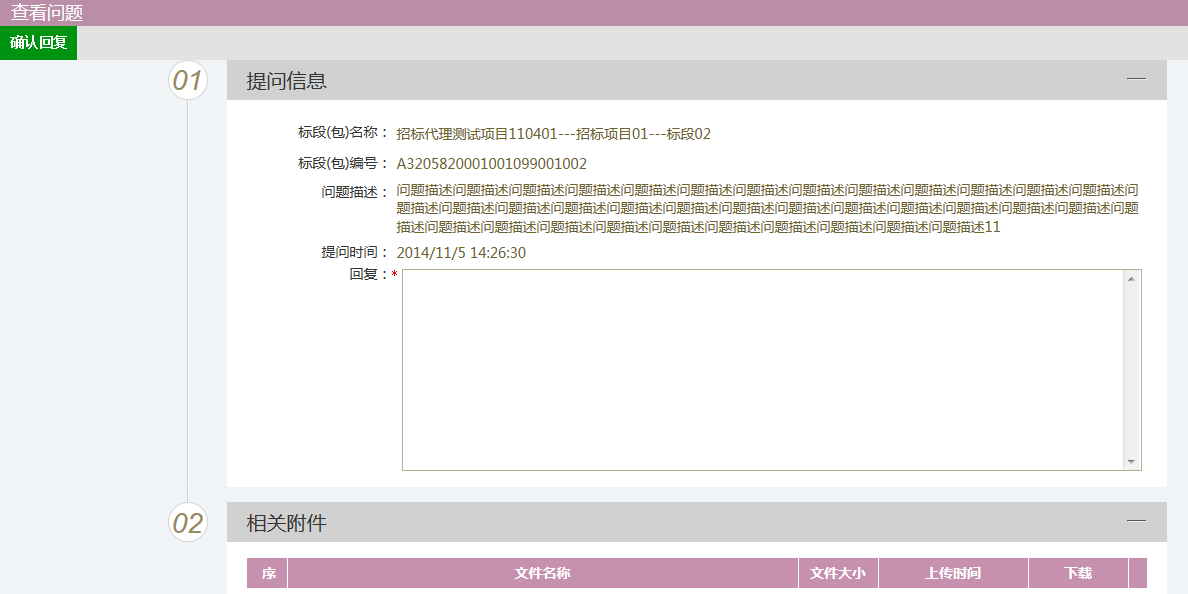 查看问题
确认回复
01
提问信息
—
标段(包)名称：
招标代理测试项目110401---招标项目01---标段02
标段(包)编号：
A3205820001001099001002
问题描述：
问题描述问题描述问题描述问题描述问题描述问题描述问题描述问题描述问题描述问题描述问题描述问题描述问题描述问
题描述问题描述问题描述问题描述问题描述问题描述问题描述问题描述问题描述问题描述问题描述问题描述问题描述问题
描述问题描述问题描述问题描述问题描述问题描述问题描述问题描述问题描述问题描述问题描述11
提问时间：
2014/11/5 14:26:30
回复：*
02
相关附件
—
序
文件名称
文件大小
上传时间
下载